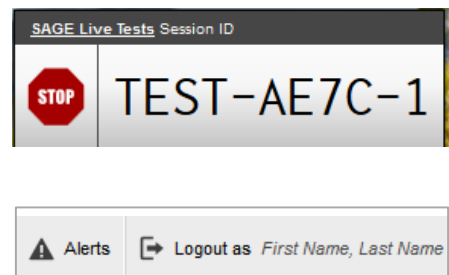 SAGE Live Tests Session ID
STOP TEST-AE7C-1
Alerts Logout as First Name, Last Name